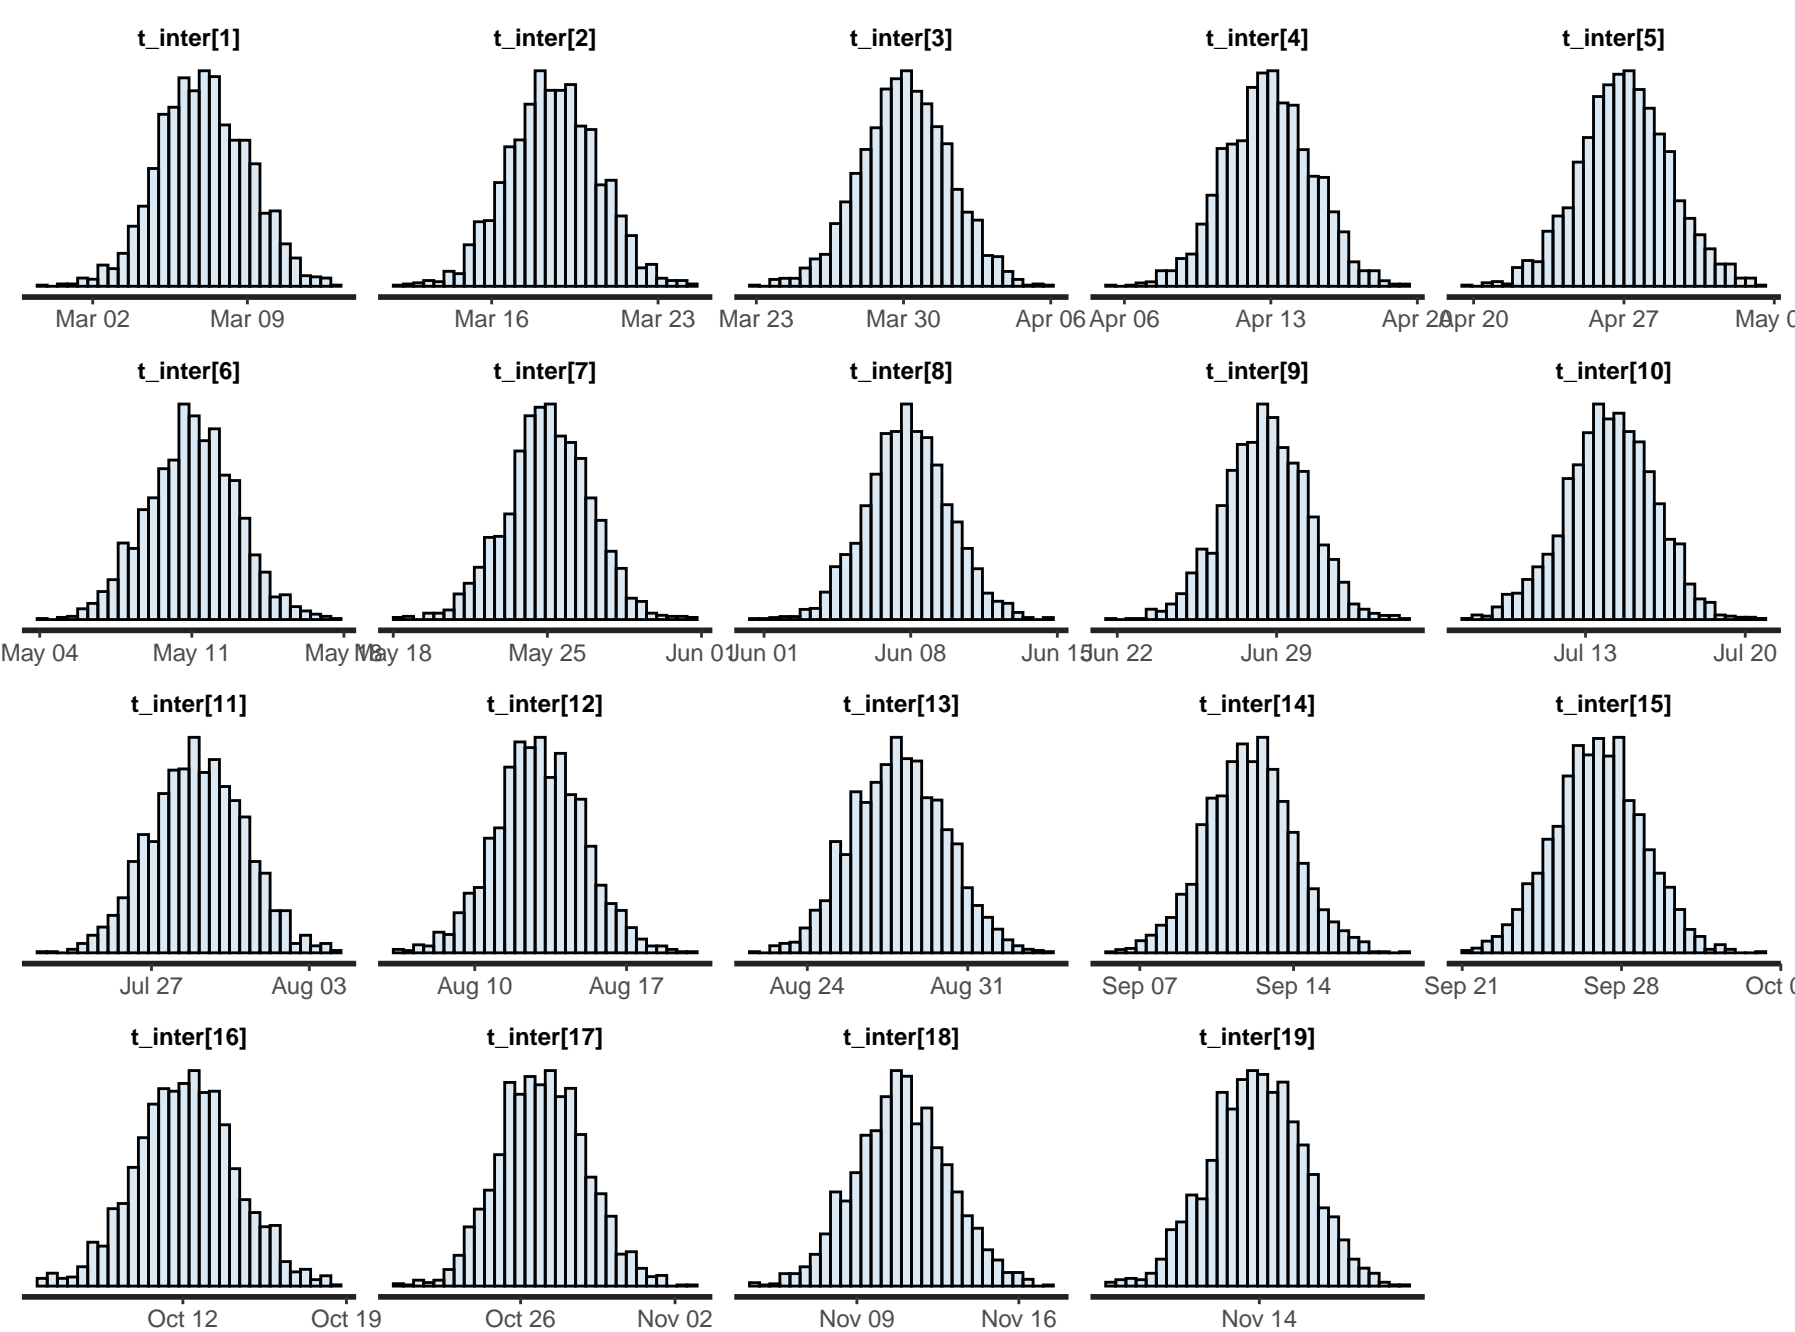 t_inter[1] t_inter[2] t_inter[3] t_inter[4] t_inter[5]
Mar 02 Mar 09 Mar 16 Mar 23 Mar 23 Mar 30 Apr 06 Apr 06 Apr 13 Apr 20 Apr 20 Apr 27 May 0
t_inter[6] t_inter[7] t_inter[8] t_inter[9] t_inter[10]
May 04 May 11 May 18 May 18 May 25 Jun 01 Jun 01 Jun 08 Jun 15 Jun 22 Jun 29 Jul 13 Jul 20
t_inter[11] t_inter[12] t_inter[13] t_inter[14] t_inter[15]
Jul 27 Aug 03 Aug 10 Aug 17 Aug 24 Aug 31 Sep 07 Sep 14 Sep 21 Sep 28 Oct 0
t_inter[16] t_inter[17] t_inter[18] t_inter[19]
Oct 12 Oct 19 Oct 26 Nov 02 Nov 09 Nov 16 Nov 14